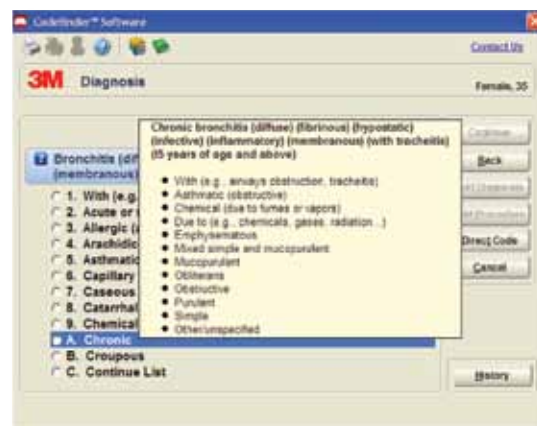 Codefinder™ Software
Contact Us
3M Diagnosis
Female, 35
Chronic bronchitis (diffuse) (fibrinous) (hypostatic)
(infective) (inflammatory) (membranous) (with tracheitis)
(15 years of age and above)
• With (e.g., airways obstruction, tracheitis)
• Asthmatic (obstructive)
• Chemical (due to fumes or vapors)
• Due to (e.g., chemicals, gases, radiation...)
• Emphysematous
• Mixed simple and mucopurulent
• Mucopurulent
• Obliterans
• Obstructive
• Purulent
• Simple
• Other/unspecified
Bronchitis (dif
(membranous)
1. With (e.g.
2. Acute or
3. Allergic (
4. Arachidic
5. Asthmatic
6. Capillary
7. Caseous
8. Catarrhal
9. Chemical
A. Chronic
B. Croupous
C. Continue List
Continue
Back
Direct Code
Cancel
History